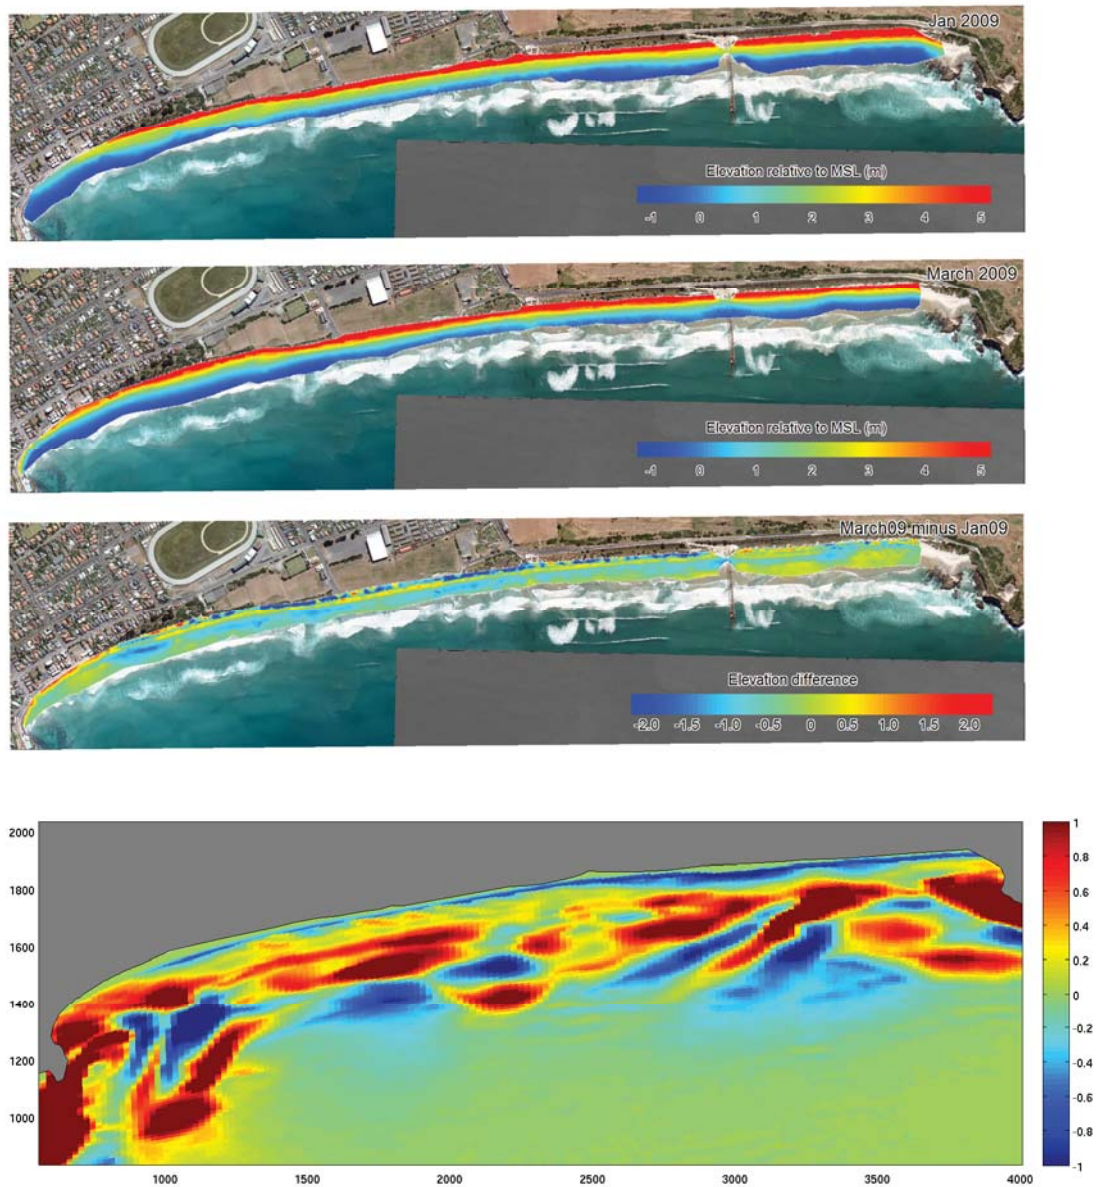 Jan 2009
Elevation relative to MSL (m)
-1 0 1 2 3 4 5
March 2009
Elevation relative to MSL (m)
-1 0 1 2 3 4 5
March09 minus Jan09
Elevation difference
-2.0 -1.5 -1.0 -0.5 0 0.5 1.0 1.5 2.0
2000
1800
1600
1400
1200
1000
1000 1500 2000 2500 3000 3500 4000
1
0.8
0.6
0.4
0.2
0
-0.2
-0.4
-0.6
-0.8
-1